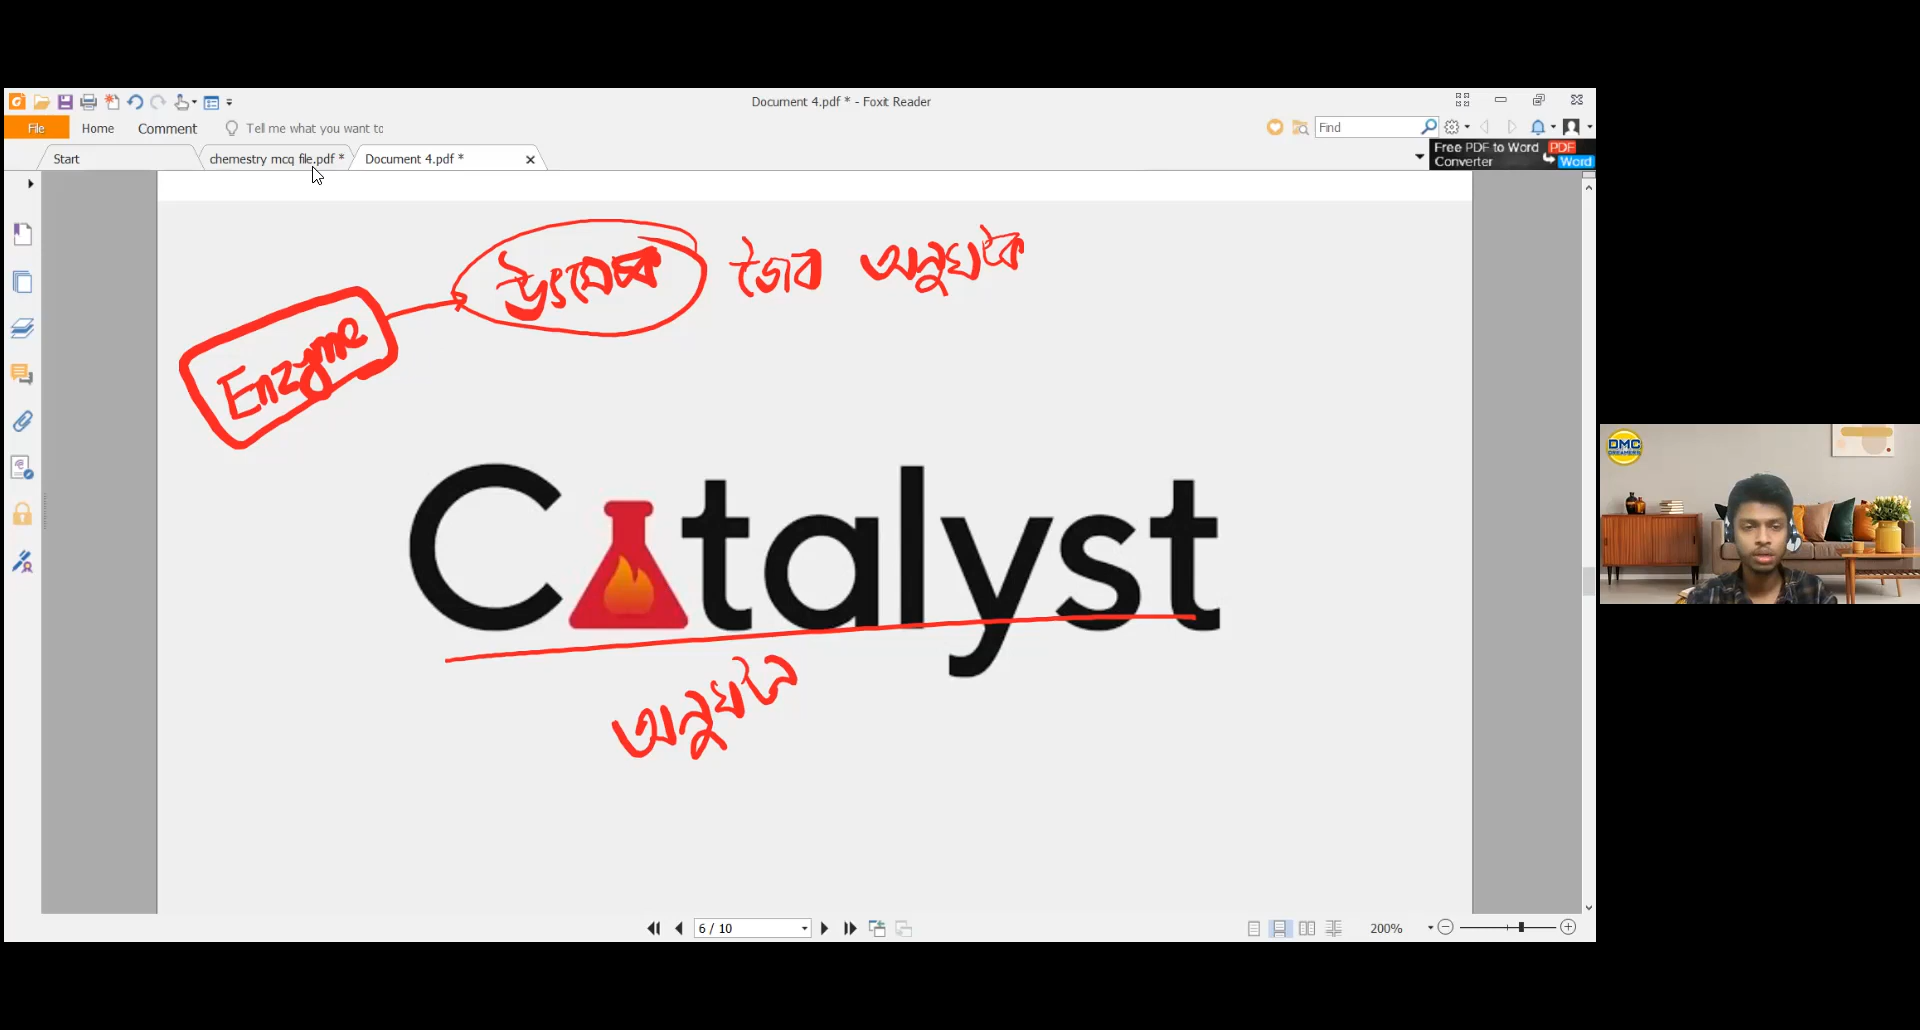 Document 4.pdf * - Foxit Reader
File Home Comment Tell me what you want to
Find
Start chemestry mcq file.pdf * Document 4.pdf *
Free PDF to Word Converter PDF Word
উৎসেচক জৈব অনুঘটক
Enzyme
Catalyst
অনুঘটক
DMC
DREAMERS
6 / 10
200%